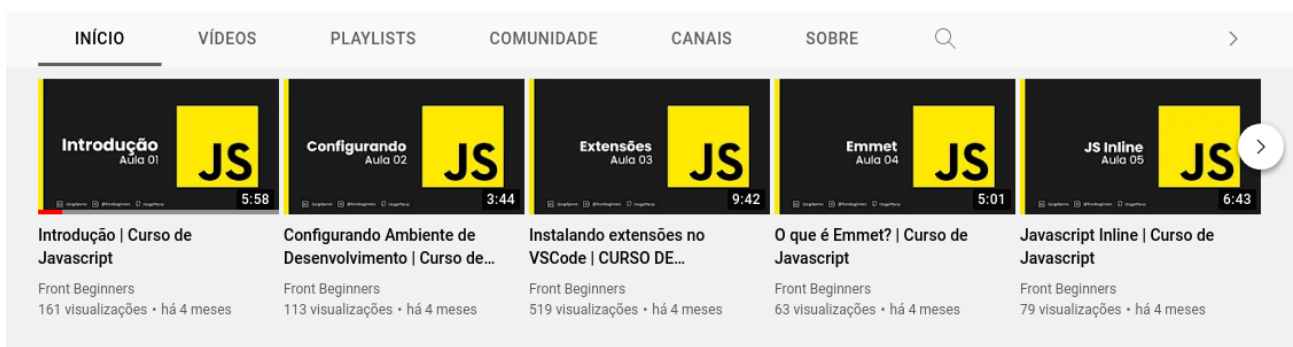 INÍCIO VÍDEOS PLAYLISTS COMUNIDADE CANAIS SOBRE
Introdução
Aula 01
JS
5:58
Configurando
Aula 02
JS
3:44
Extensões
Aula 03
JS
9:42
Emmet
Aula 04
JS
5:01
JS Inline
Aula 05
JS
6:43
Introdução | Curso de
Javascript
Front Beginners
161 visualizações • há 4 meses
Configurando Ambiente de
Desenvolvimento | Curso de...
Front Beginners
113 visualizações • há 4 meses
Instalando extensões no
VSCode | CURSO DE...
Front Beginners
519 visualizações • há 4 meses
O que é Emmet? | Curso de
Javascript
Front Beginners
63 visualizações • há 4 meses
Javascript Inline | Curso de
Javascript
Front Beginners
79 visualizações • há 4 meses